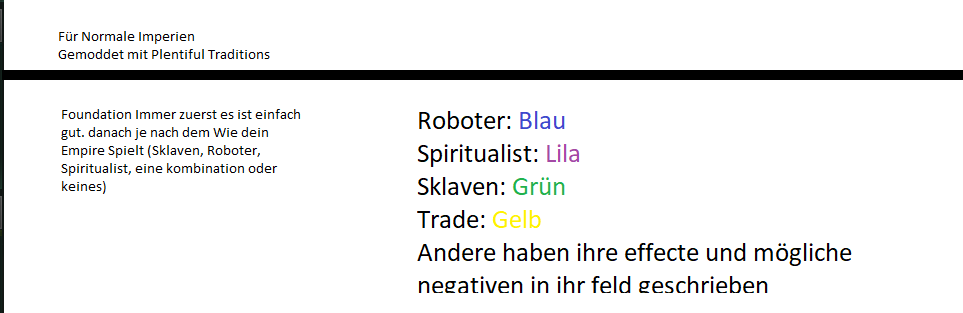 Für Normale Imperien
Gemoddet mit Plentiful Traditions
Foundation Immer zuerst es ist einfach
gut. danach je nach dem Wie dein
Empire Spielt (Sklaven, Roboter,
Spiritualist, eine kombination oder
keines)
Roboter: Blau
Spiritualist: Lila
Sklaven: Grün
Trade: Gelb
Andere haben ihre effecte und mögliche
negativen in ihr feld geschrieben